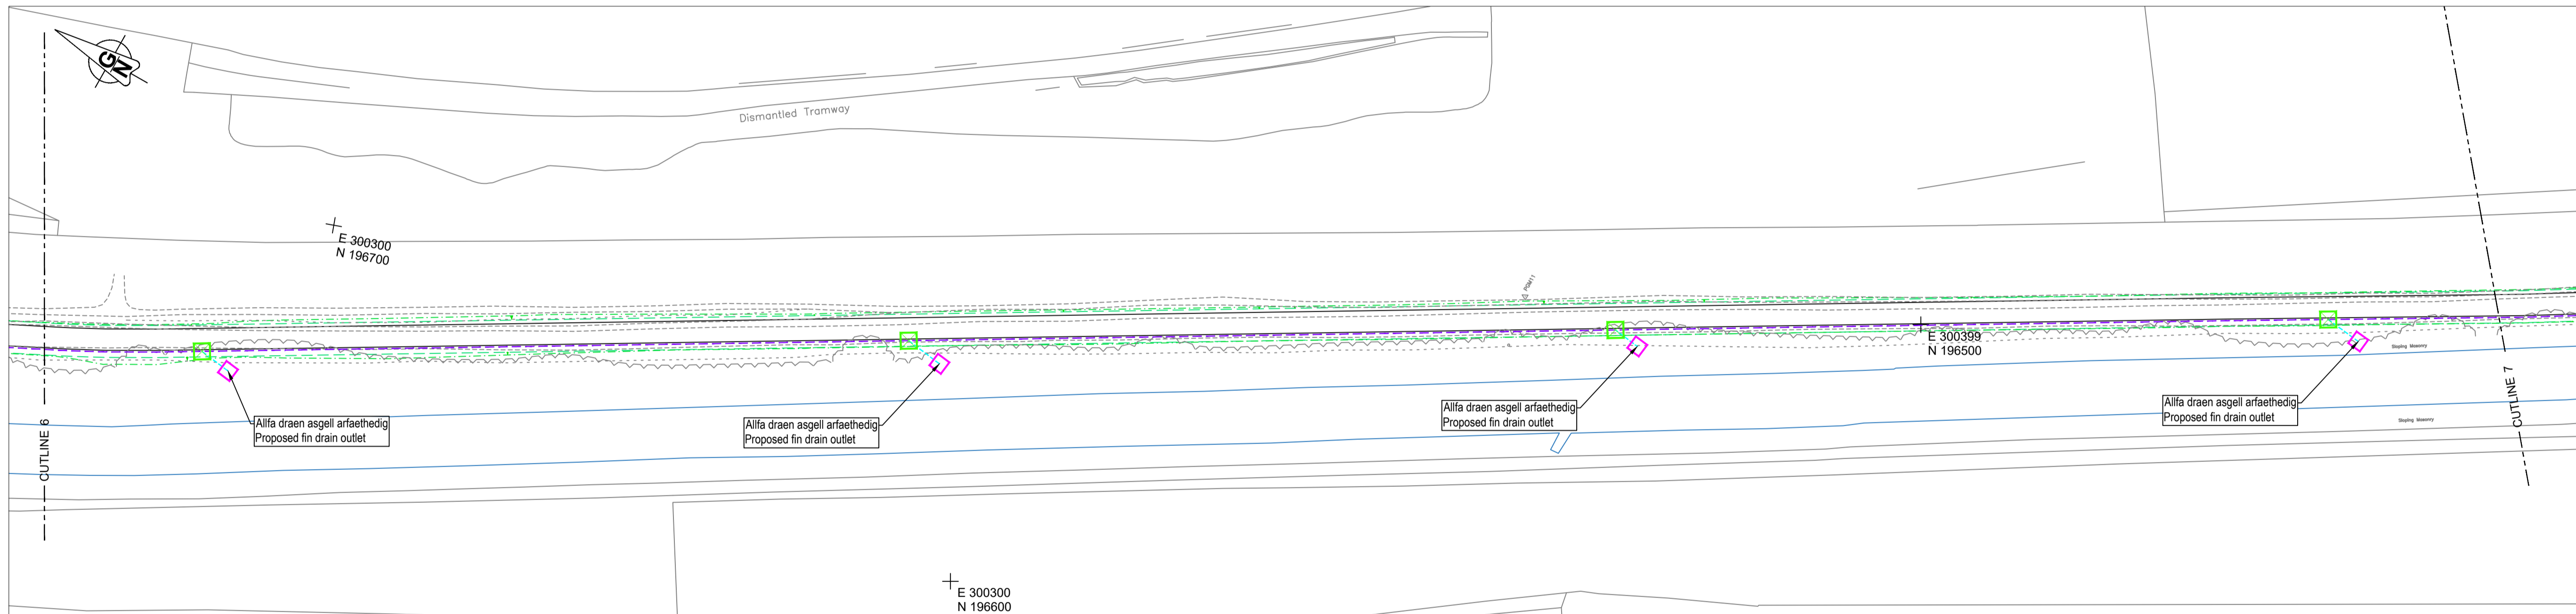 GN
Dismantled Tramway
E 300300
N 196700
E 300399
N 196500
Sloping Masonry
Allfa draen asgell arfaethedig
Proposed fin drain outlet
Allfa draen asgell arfaethedig
Proposed fin drain outlet
Allfa draen asgell arfaethedig
Proposed fin drain outlet
Allfa draen asgell arfaethedig
Proposed fin drain outlet
Sloping Masonry
CUTLINE 6
CUTLINE 7
E 300300
N 196600